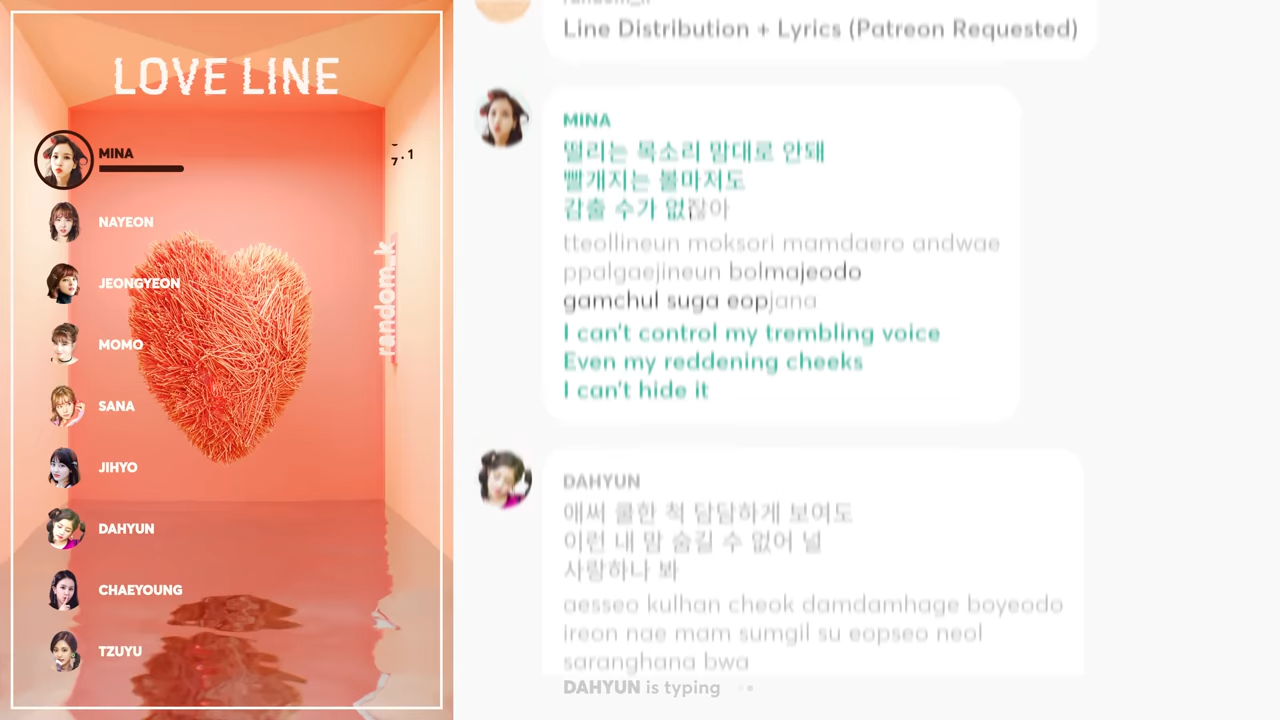 LOVE LINE
MINA
NAYEON
JEONGYEON
MOMO
SANA
JIHYO
DAHYUN
CHAEYOUNG
TZUYU
random_k
Line Distribution + Lyrics (Patreon Requested)
MINA
떨리는 목소리 맘대로 안돼
빨개지는 볼마저도
감출 수가 없잖아
tteollineun moksori mamdaero andwae
ppalgaejineun bolmajeodo
gamchul suga eopjana
I can't control my trembling voice
Even my reddening cheeks
I can't hide it
DAHYUN
애써 쿨한 척 담담하게 보여도
이런 내 맘 숨길 수 없어 널
사랑하나 봐
aesseo kulhan cheok damdamhage boyeodo
ireon nae mam sumgil su eopseo neol
saranghana bwa
DAHYUN is typing